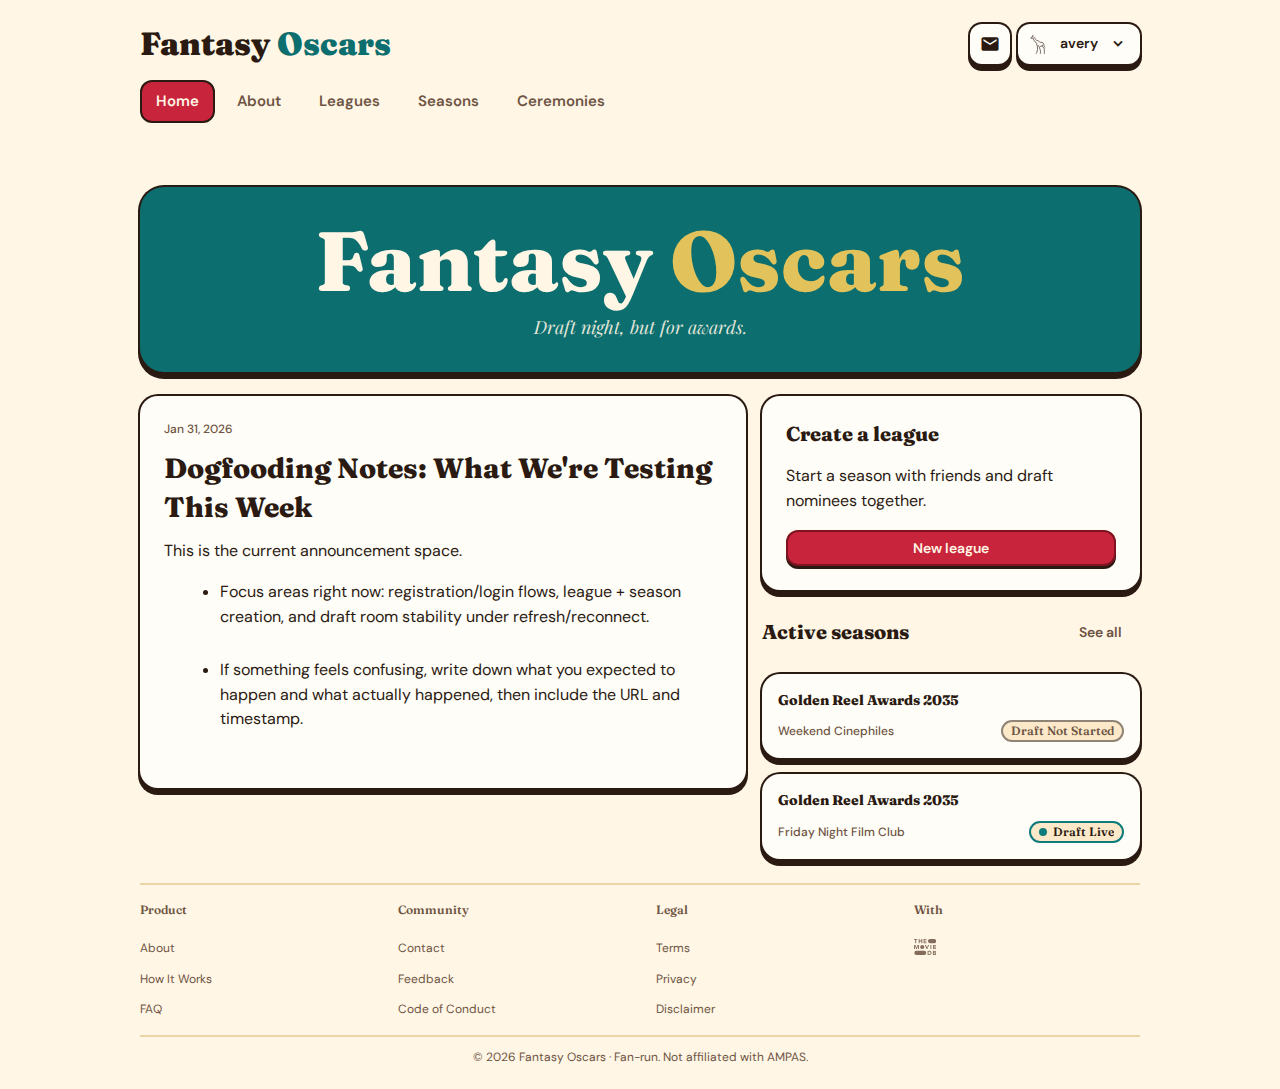 Fantasy Oscars
avery
Home
About
Leagues
Seasons
Ceremonies
Fantasy Oscars
Draft night, but for awards.
Jan 31, 2026
Dogfooding Notes: What We're Testing
This Week
This is the current announcement space.
• Focus areas right now: registration/login flows, league + season
creation, and draft room stability under refresh/reconnect.
• If something feels confusing, write down what you expected to
happen and what actually happened, then include the URL and
timestamp.
Create a league
Start a season with friends and draft
nominees together.
New league
Active seasons
See all
Golden Reel Awards 2035
Weekend Cinephiles
Draft Not Started
Golden Reel Awards 2035
Friday Night Film Club
Draft Live
Product
About
How It Works
FAQ
Community
Contact
Feedback
Code of Conduct
Legal
Terms
Privacy
Disclaimer
With
THE
MOVIE
DB
© 2026 Fantasy Oscars · Fan-run. Not affiliated with AMPAS.